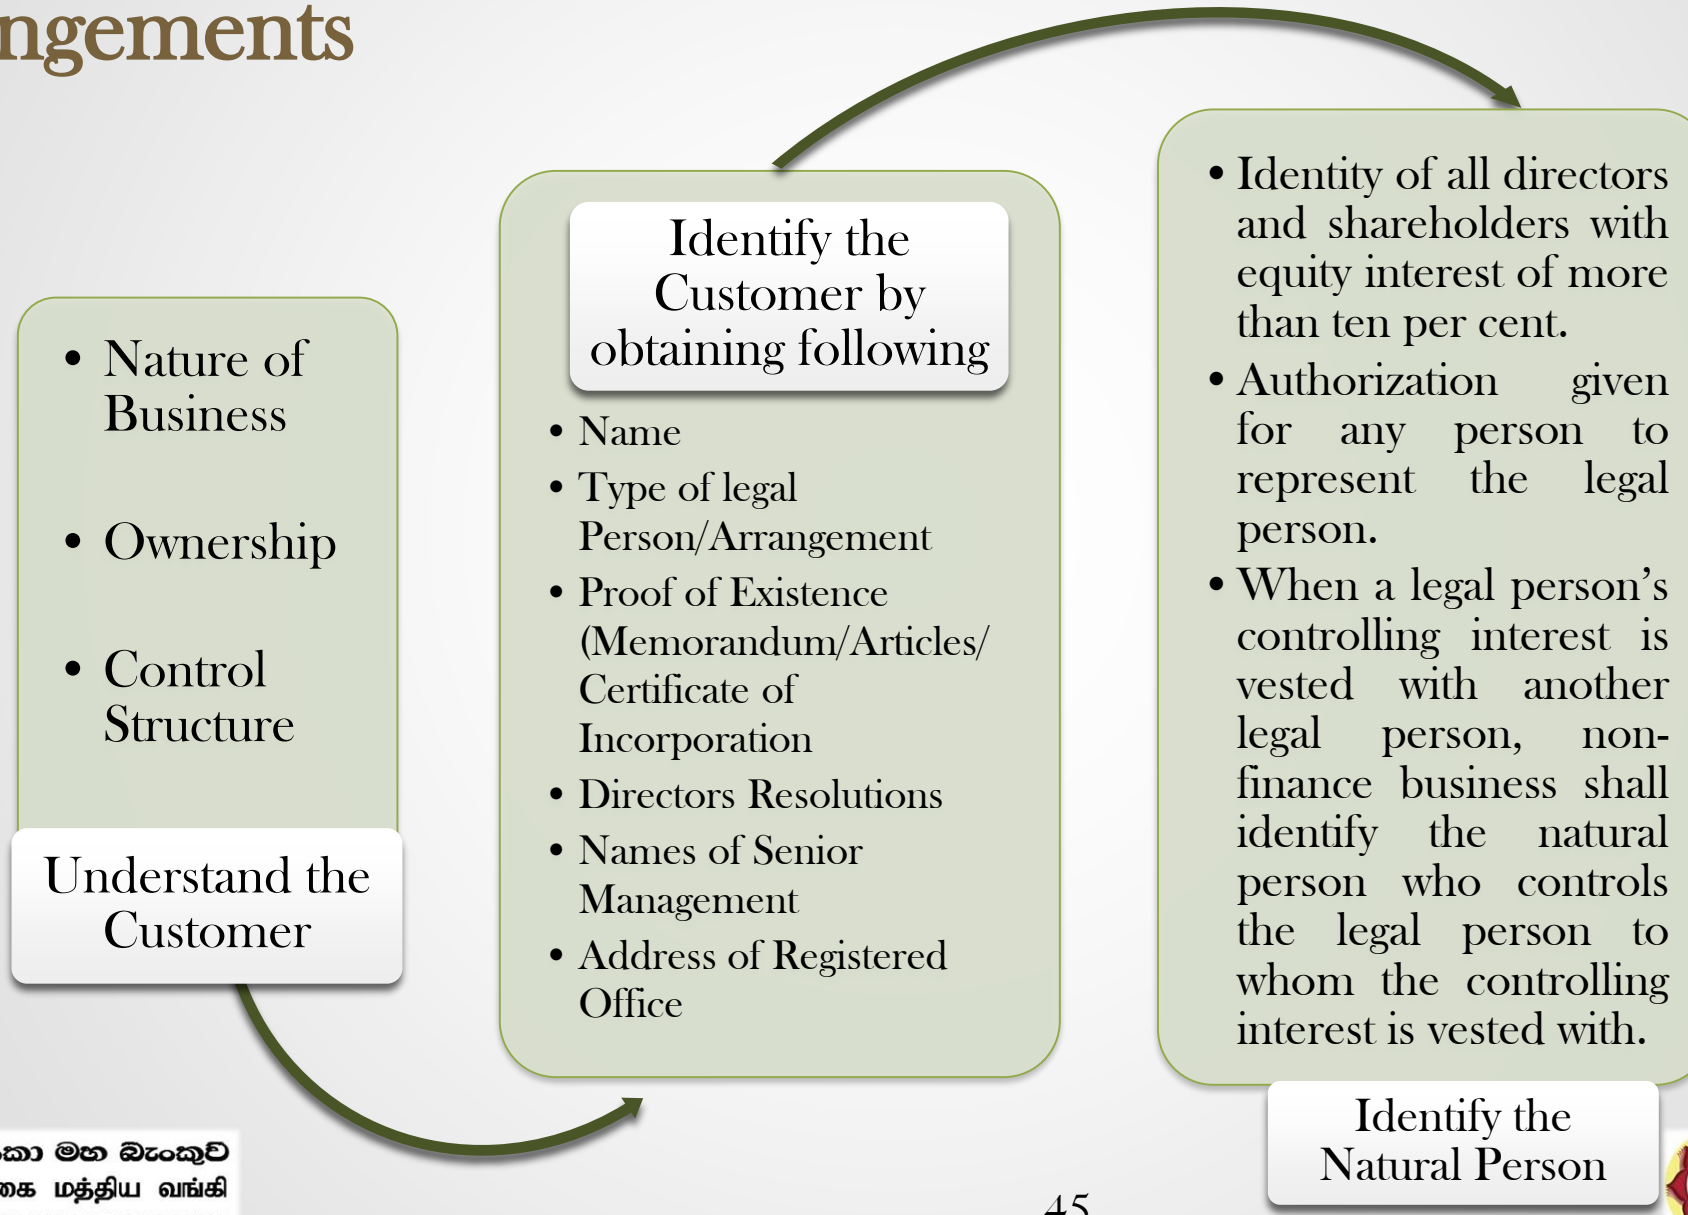 ngements
• Nature of
Business
• Ownership
• Control
Structure
Understand the
Customer
Identify the
Customer by
obtaining following
• Name
• Type of legal
Person/Arrangement
• Proof of Existence
(Memorandum/Articles/
Certificate of
Incorporation
• Directors Resolutions
• Names of Senior
Management
• Address of Registered
Office
• Identity of all directors
and shareholders with
equity interest of more
than ten per cent.
• Authorization given
for any person to
represent the legal
person.
• When a legal person’s
controlling interest is
vested with another
legal person, non-
finance business shall
identify the natural
person who controls
the legal person to
whom the controlling
interest is vested with.
Identify the
Natural Person
මහ බැංකුව
மத்திய வங்கி
45